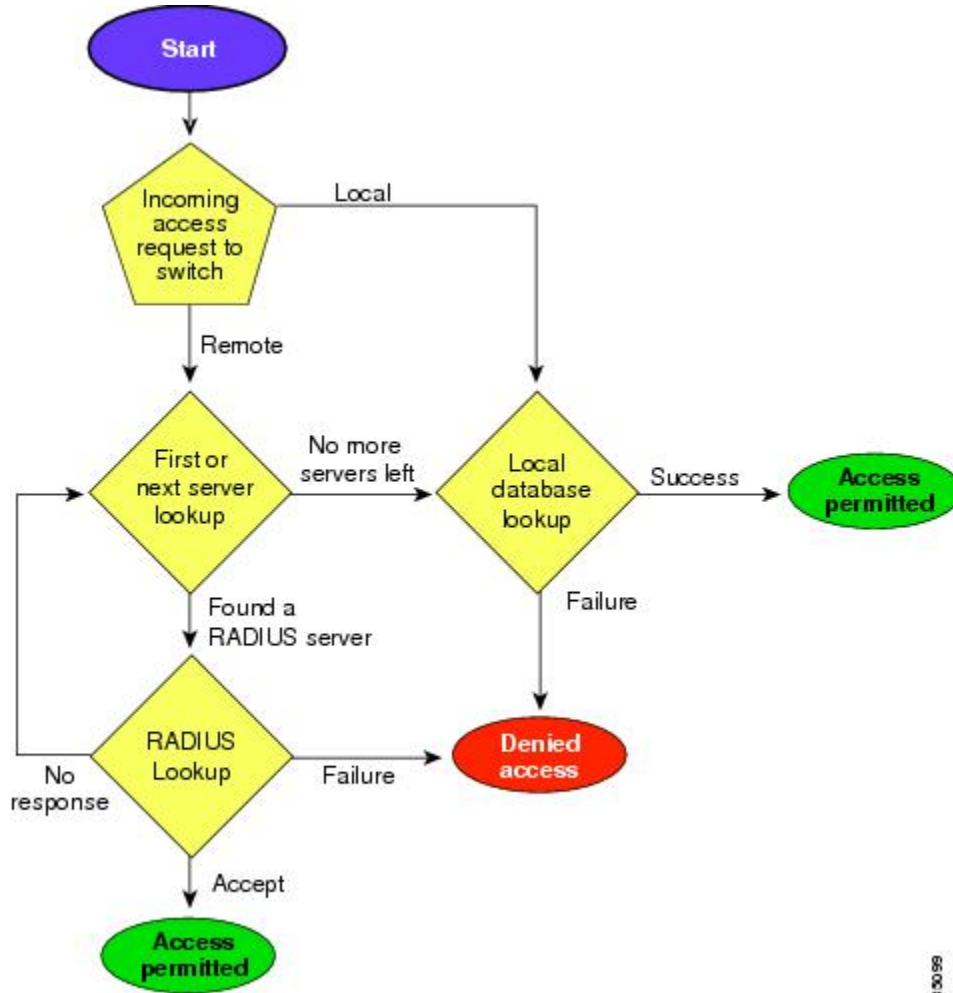 Start
Incoming
access
request to
switch
Local
Remote
First or
next server
lookup
No more
servers left
Local
database
lookup
Success
Access
permitted
Found a
RADIUS server
Failure
RADIUS
Lookup
No
response
Failure
Denied
access
Accept
Access
permitted